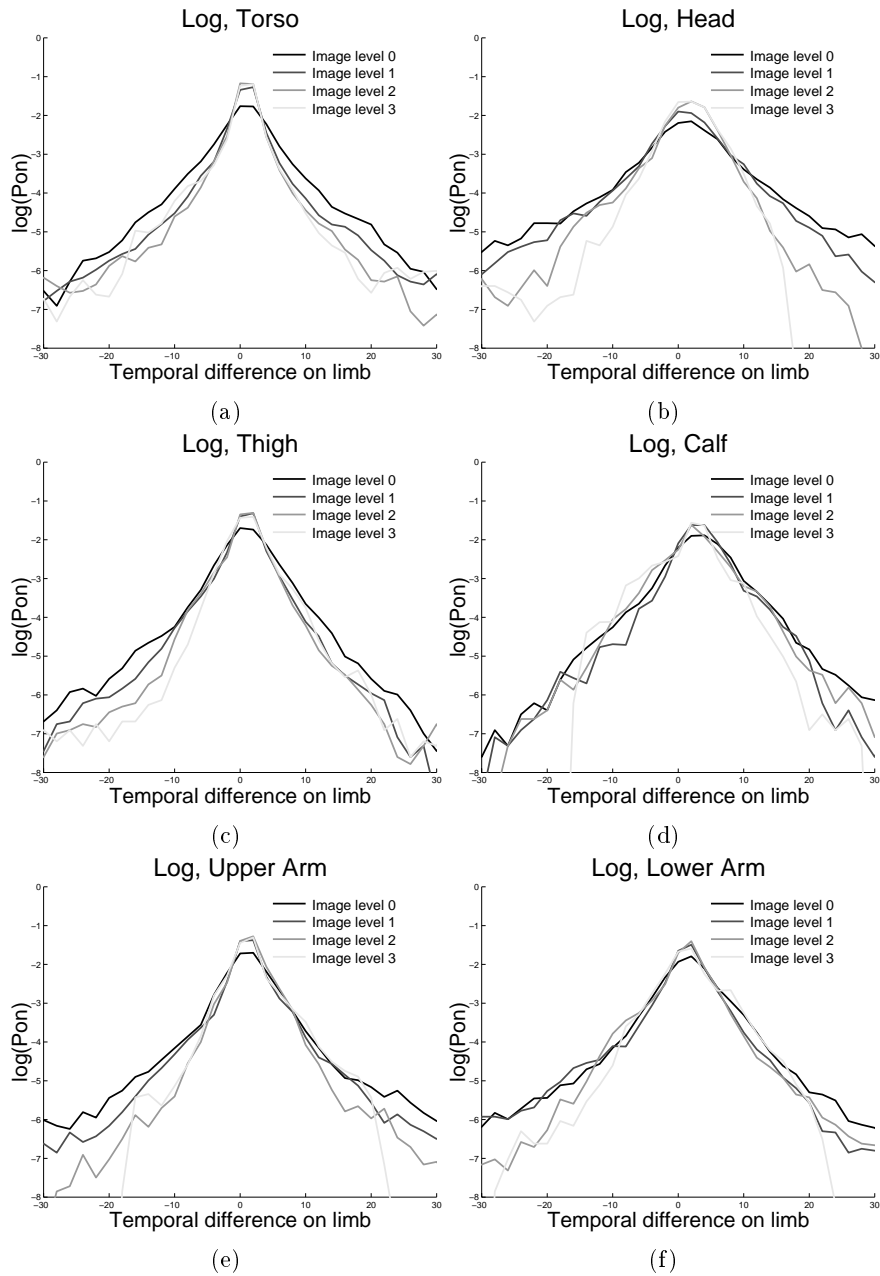 Log, Torso
Image level 0
Image level 1
Image level 2
Image level 3
log(Pon)
0
−1
−2
−3
−4
−5
−6
−7
−8
−30
−20
−10
0
10
20
30
Temporal difference on limb
(a)
Log, Head
Image level 0
Image level 1
Image level 2
Image level 3
log(Pon)
0
−1
−2
−3
−4
−5
−6
−7
−8
−30
−20
−10
0
10
20
30
Temporal difference on limb
(b)
Log, Thigh
Image level 0
Image level 1
Image level 2
Image level 3
log(Pon)
0
−1
−2
−3
−4
−5
−6
−7
−8
−30
−20
−10
0
10
20
30
Temporal difference on limb
(c)
Log, Calf
Image level 0
Image level 1
Image level 2
Image level 3
log(Pon)
0
−1
−2
−3
−4
−5
−6
−7
−8
−30
−20
−10
0
10
20
30
Temporal difference on limb
(d)
Log, Upper Arm
Image level 0
Image level 1
Image level 2
Image level 3
log(Pon)
0
−1
−2
−3
−4
−5
−6
−7
−8
−30
−20
−10
0
10
20
30
Temporal difference on limb
(e)
Log, Lower Arm
Image level 0
Image level 1
Image level 2
Image level 3
log(Pon)
0
−1
−2
−3
−4
−5
−6
−7
−8
−30
−20
−10
0
10
20
30
Temporal difference on limb
(f)